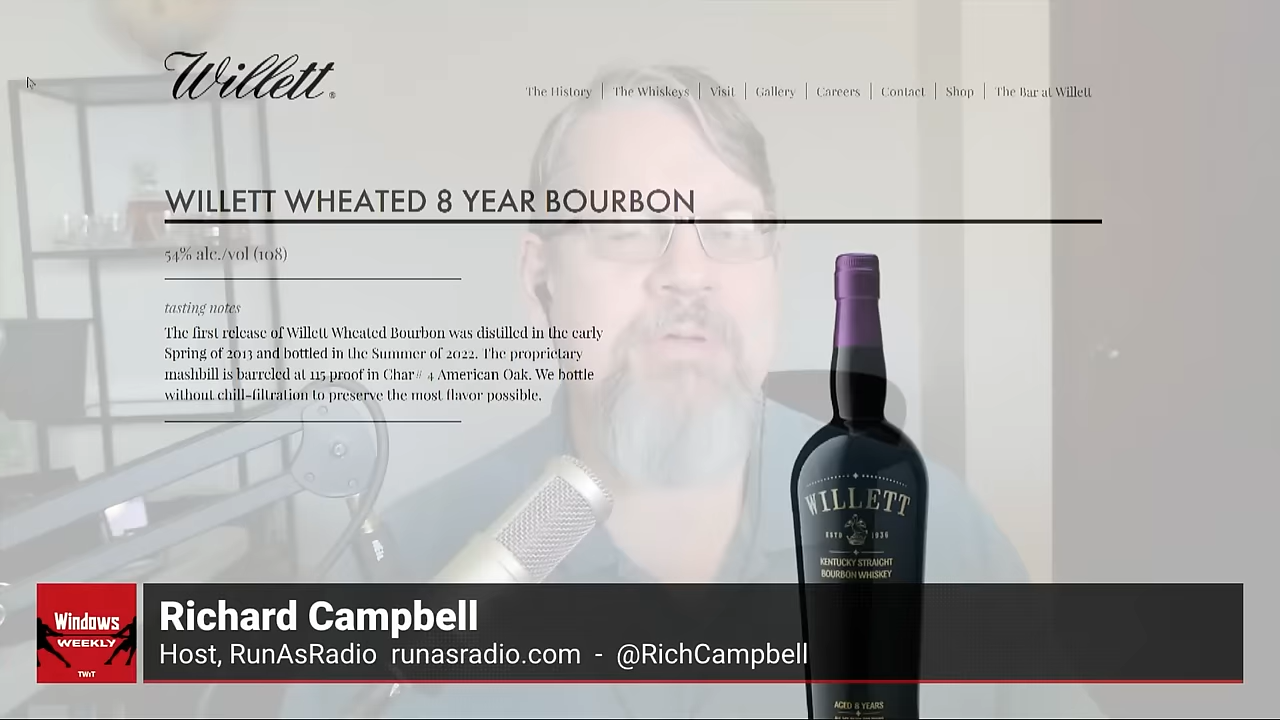 Willett®
The History | The Whiskeys | Visit | Gallery | Careers | Contact | Shop | The Bar at Willett
WILLETT WHEATED 8 YEAR BOURBON
54% alc./vol (108)
tasting notes
The first release of Willett Wheated Bourbon was distilled in the early
Spring of 2013 and bottled in the Summer of 2022. The proprietary
mashbill is barreled at 115 proof in Char# 4 American Oak. We bottle
without chill-filtration to preserve the most flavor possible.
WILLETT
ESTD 1936
KENTUCKY STRAIGHT
BOURBON WHISKEY
Windows
WEEKLY
TWiT
Richard Campbell
Host, RunAsRadio runasradio.com - @RichCampbell
AGED 8 YEARS